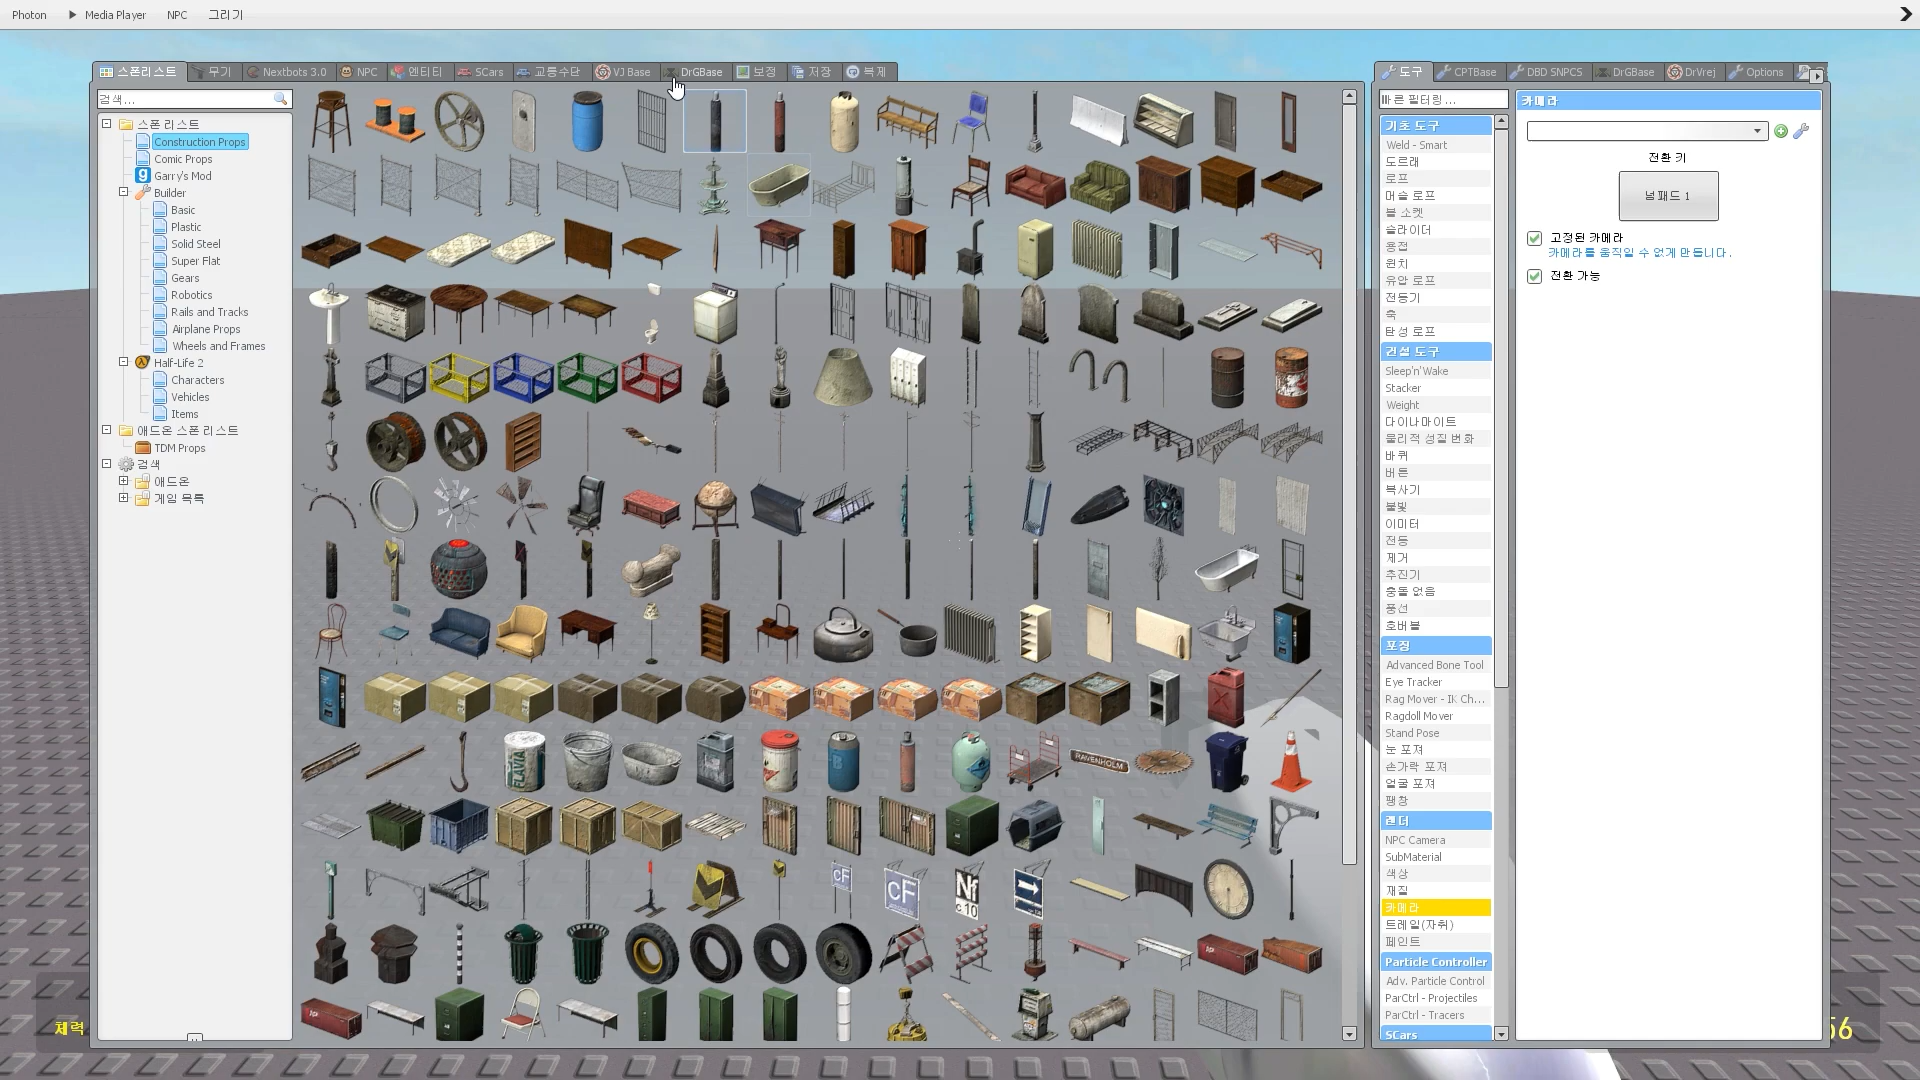 Photon Media Player NPC 그리기
스폰리스트 무기 Nextbots 3.0 NPC 엔티티 SCars 교통수단 VJ Base DrGBase 보정 저장 복제
검색...
스폰리스트
Construction Props
Comic Props
Garry's Mod
Builder
Basic
Plastic
Solid Steel
Super Flat
Gears
Robotics
Rails and Tracks
Airplane Props
Wheels and Frames
Half-Life 2
Characters
Vehicles
Items
애드온 스폰리스트
TDM Props
검색
애드온
게임 목록
RAVENHOLM
cF
CF
Nf
c10
체력
도구 CPTBase DBD SNPCS DrGBase DrVrej Options
빠른 필터링...
기초 도구
Weld - Smart
도르래
로프
머슬 로프
볼 소켓
슬라이더
용접
윈치
유압 로프
전동기
축
탄성 로프
건설 도구
Sleep'n'Wake
Stacker
Weight
다이나마이트
물리적 성질 변화
바퀴
버튼
복사기
불빛
이미터
전등
제거
추진기
충돌 없음
풍선
호버볼
포징
Advanced Bone Tool
Eye Tracker
Rag Mover - IK Ch...
Ragdoll Mover
Stand Pose
눈 포져
손가락 포져
얼굴 포져
팽창
렌더
NPC Camera
SubMaterial
색상
재질
카메라
트레일(자취)
페인트
Particle Controller
Adv. Particle Control
ParCtrl - Projectiles
ParCtrl - Tracers
SCars
카메라
전환 키
넘패드 1
고정된 카메라
카메라를 움직일 수 없게 만듭니다.
전환 가능
56